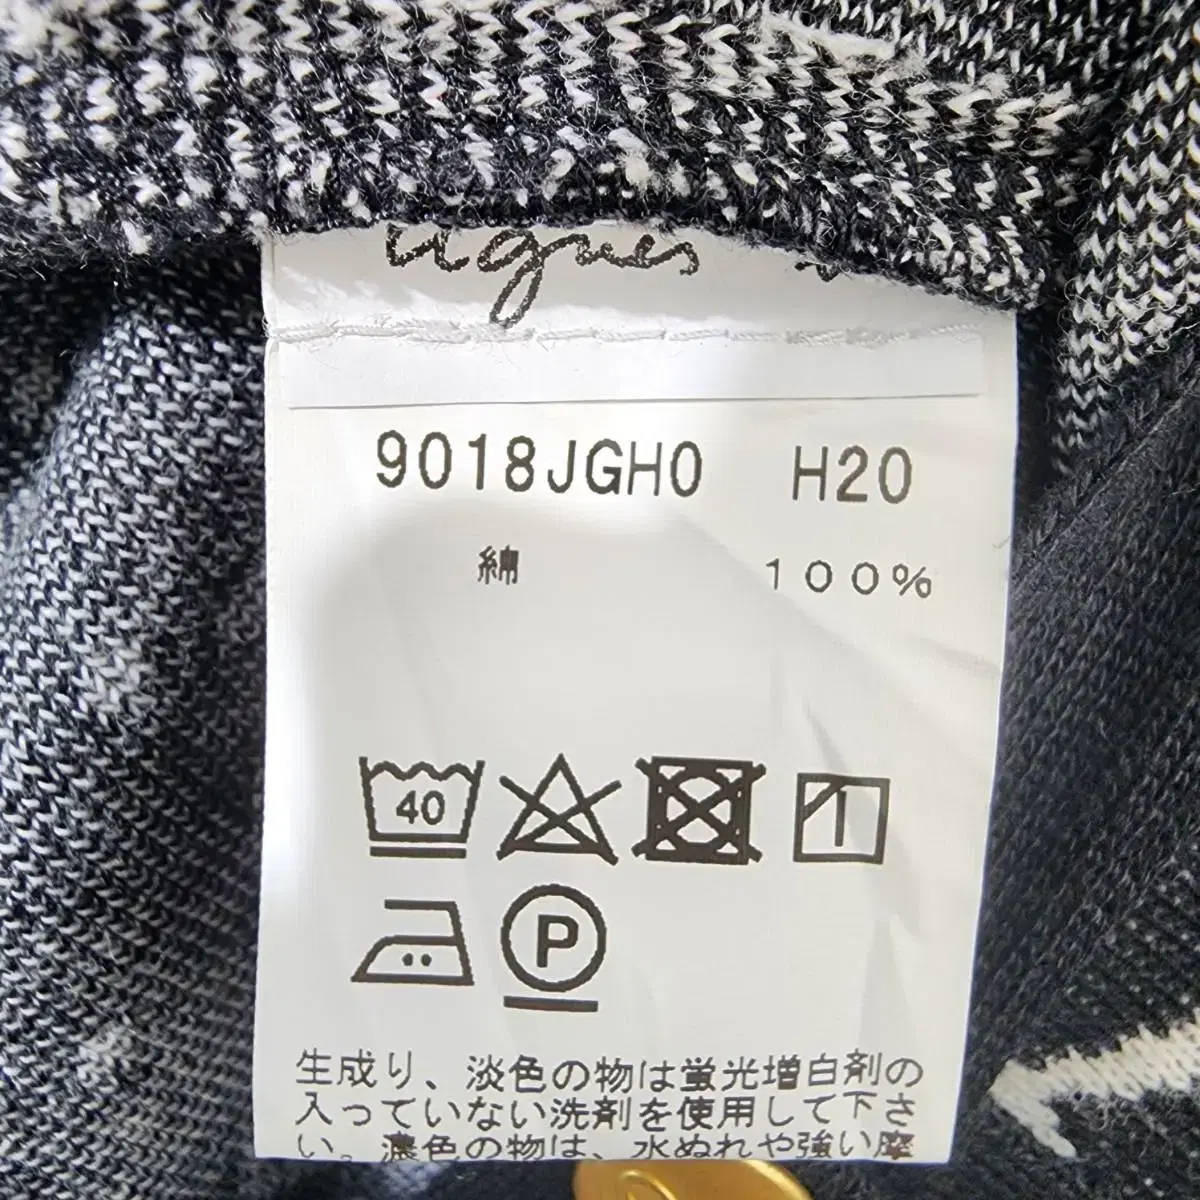 agnès
9018JGH0 H20
綿 100%
40
P
生成り、淡色の物は蛍光増白剤の
入っていない洗剤を使用して下さ
い。濃色の物は、水ぬれや強い摩